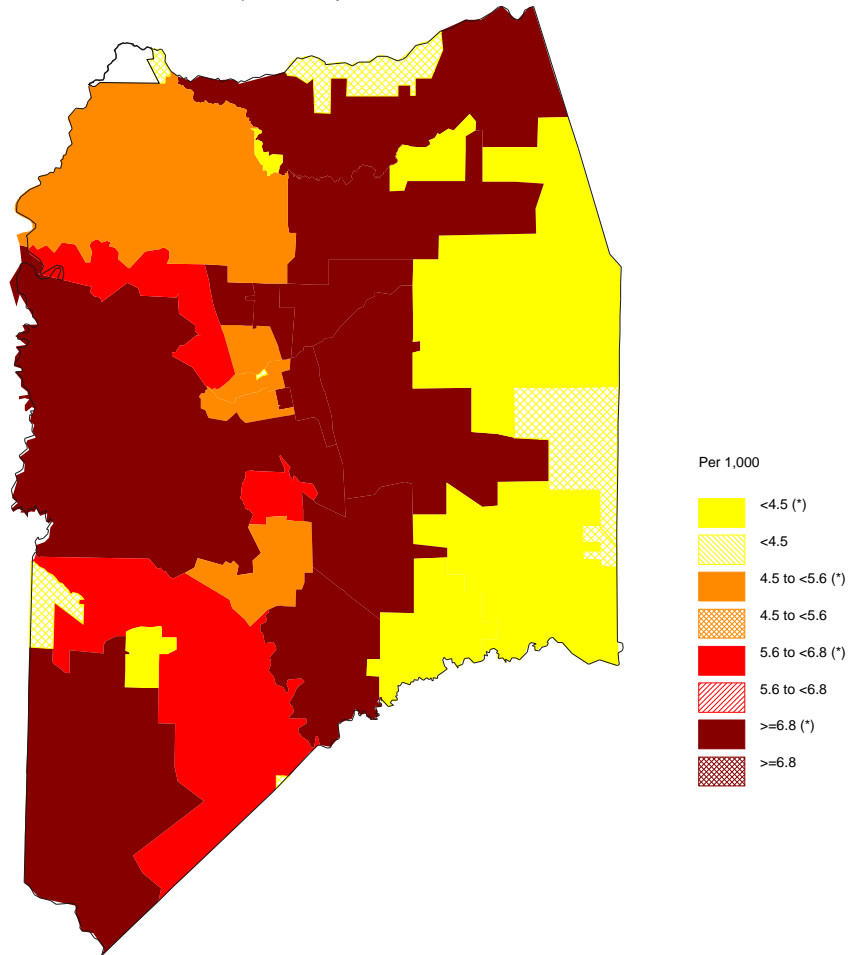 Per 1,000
<4.5 (*)
<4.5
4.5 to <5.6 (*)
4.5 to <5.6
5.6 to <6.8 (*)
5.6 to <6.8
>=6.8 (*)
>=6.8